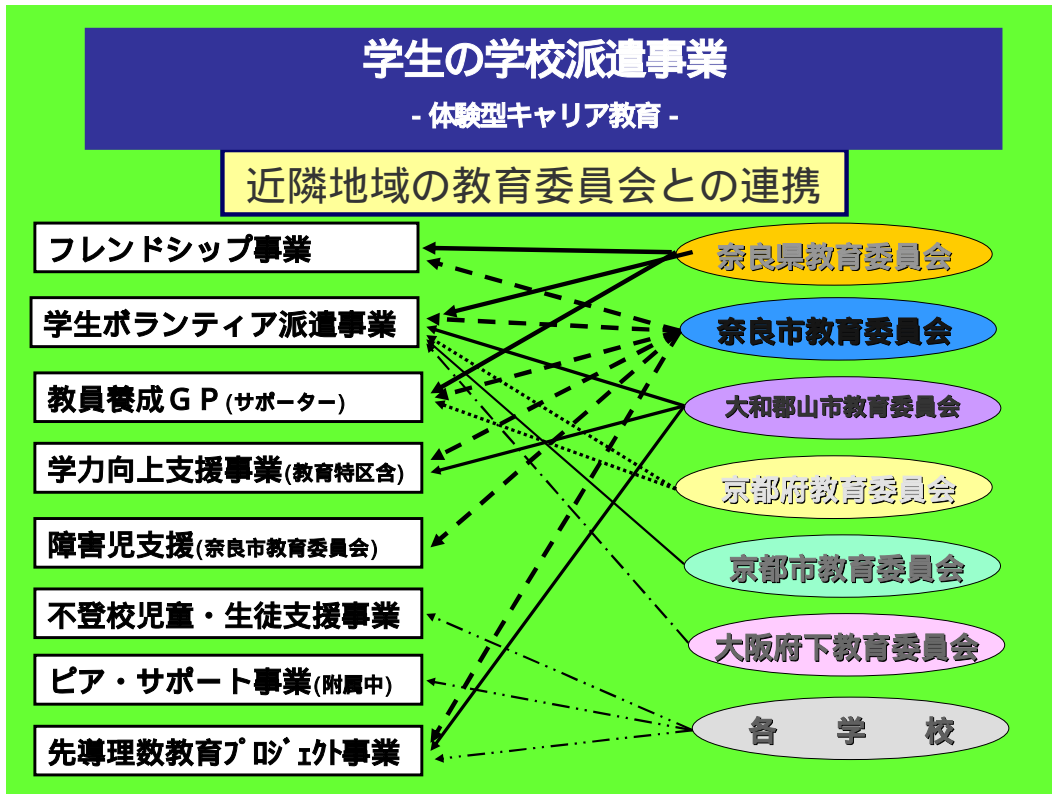 学生の学校派遣事業
- 体験型キャリア教育 -
近隣地域の教育委員会との連携
フレンドシップ事業
学生ボランティア派遣事業
教員養成ＧＰ(サポーター)
学力向上支援事業(教育特区含)
障害児支援(奈良市教育委員会)
不登校児童・生徒支援事業
ピア・サポート事業(附属中)
先導理数教育ﾌﾟﾛｼﾞｪｸﾄ事業
奈良県教育委員会
奈良市教育委員会
大和郡山市教育委員会
京都府教育委員会
京都市教育委員会
大阪府下教育委員会
各　学　校